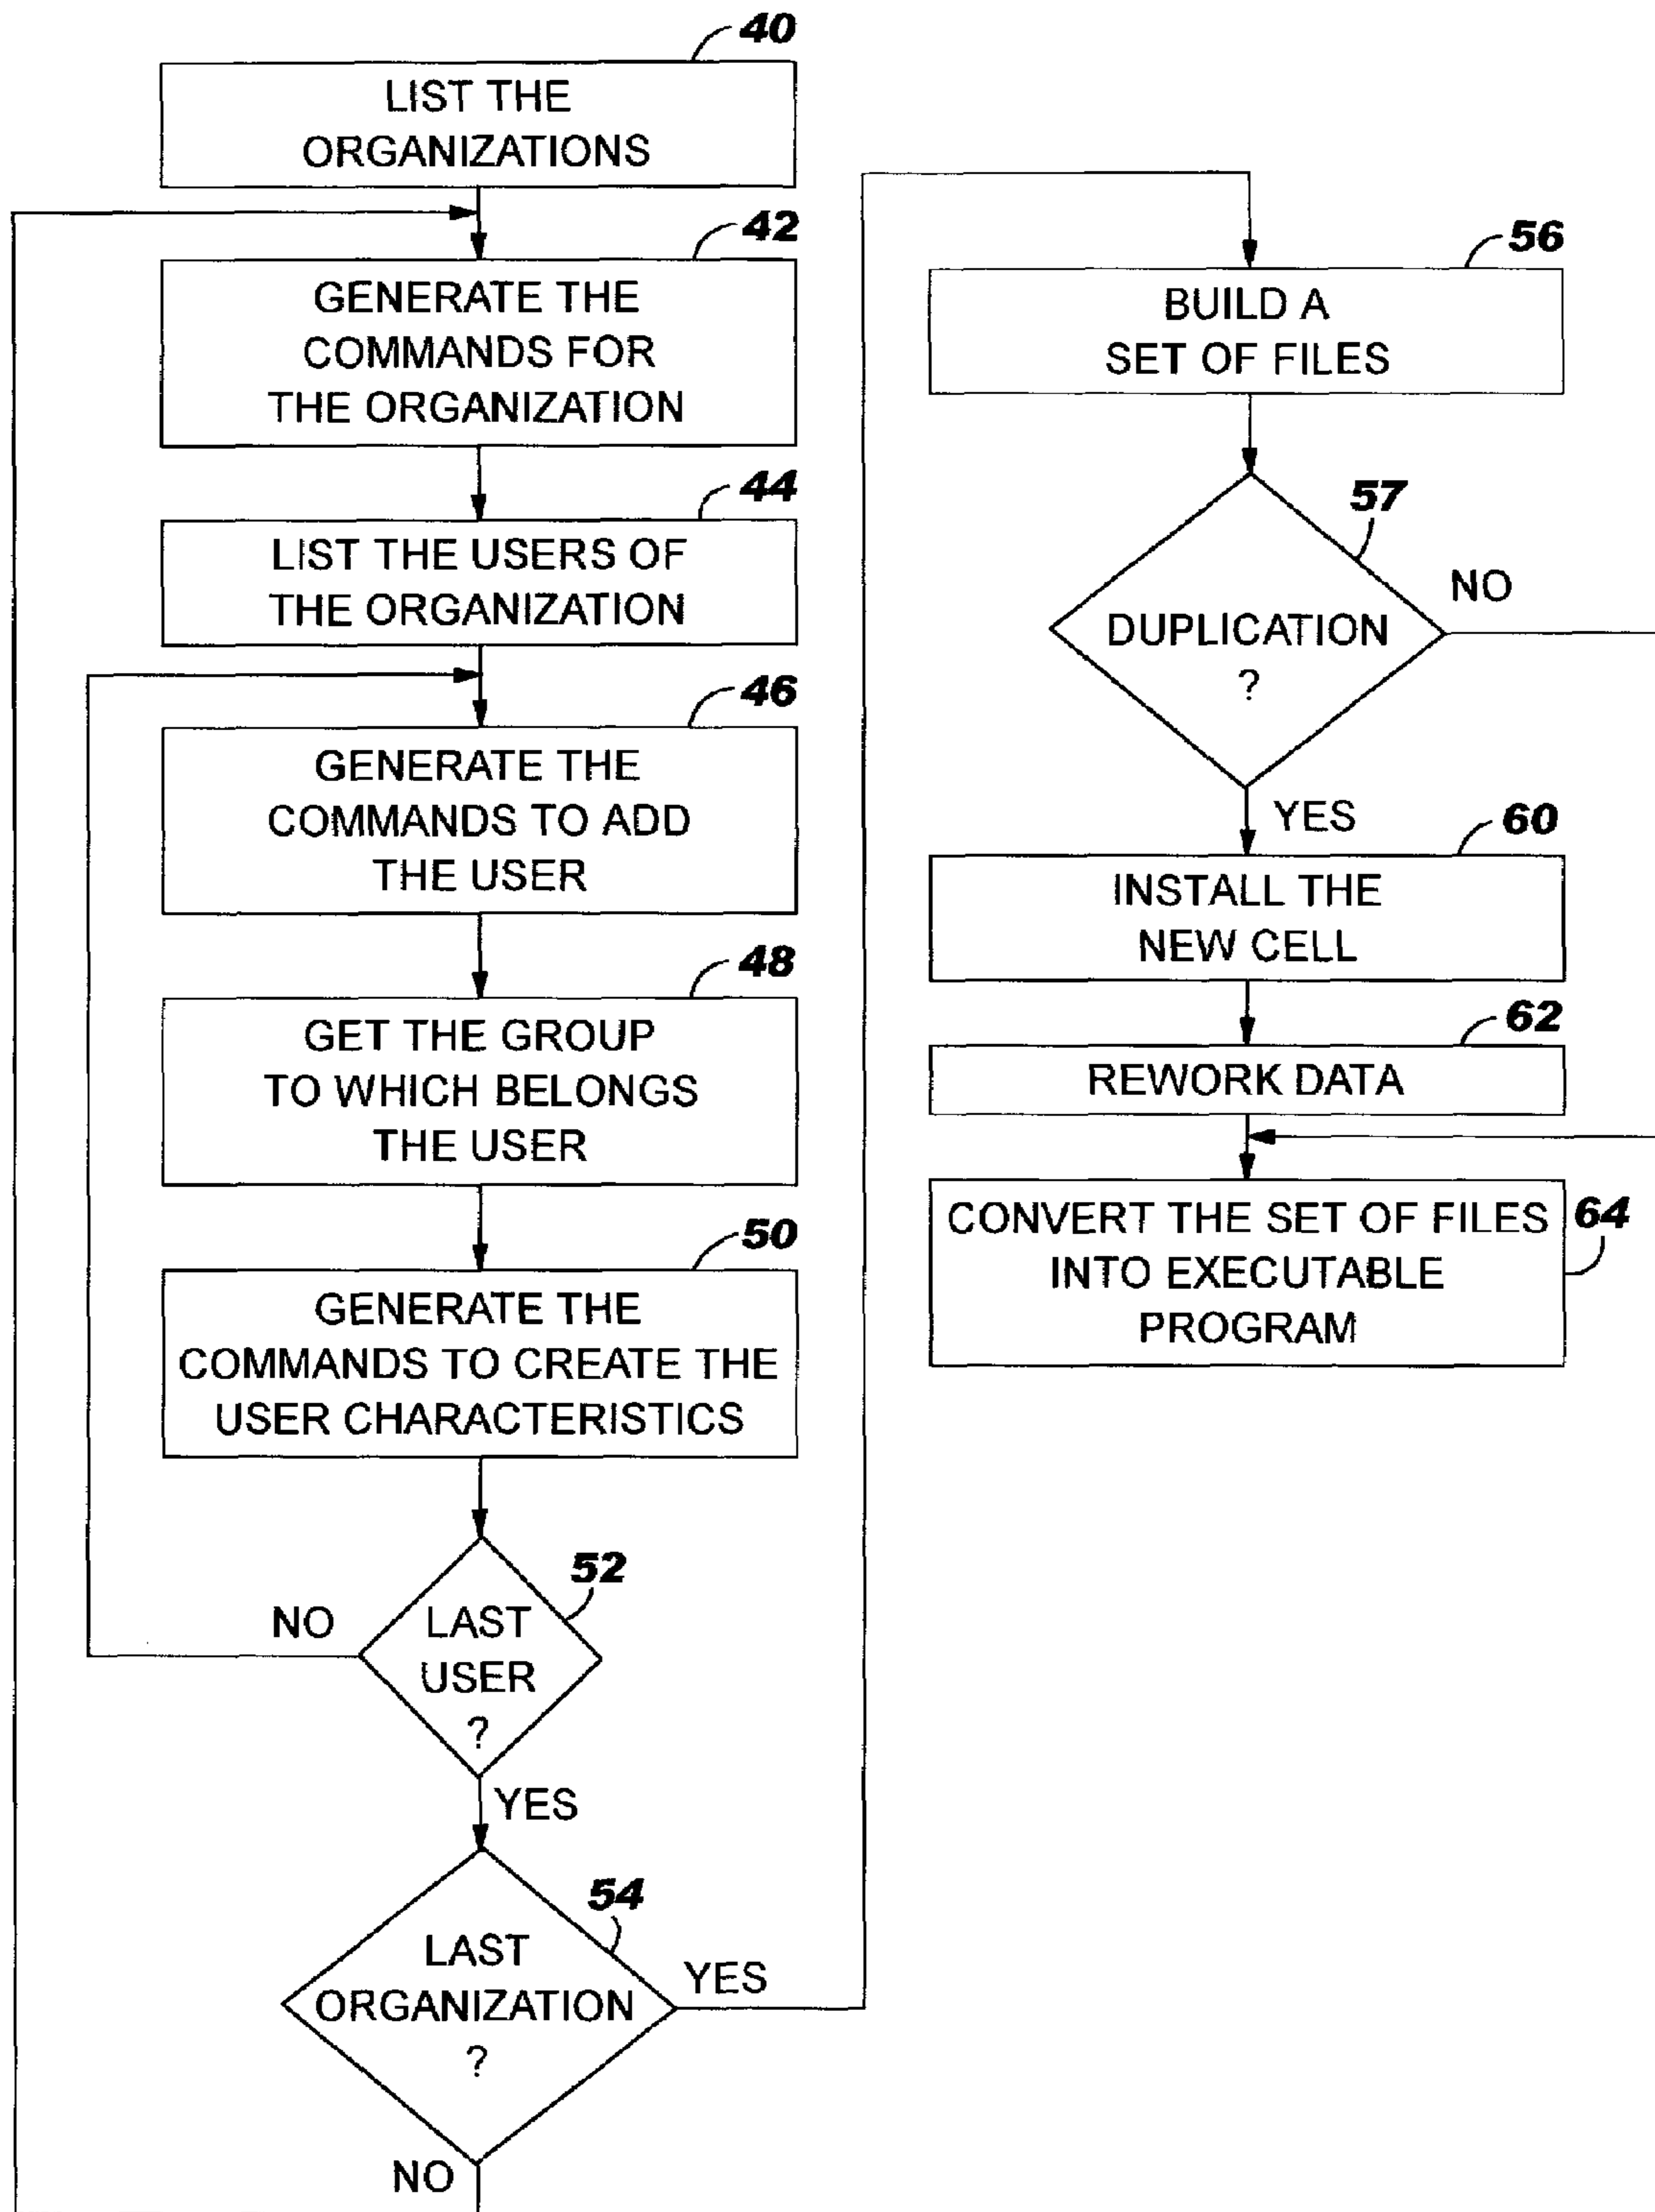 40
LIST THE
ORGANIZATIONS
42
GENERATE THE
COMMANDS FOR
THE ORGANIZATION
44
LIST THE USERS OF
THE ORGANIZATION
46
GENERATE THE
COMMANDS TO ADD
THE USER
48
GET THE GROUP
TO WHICH BELONGS
THE USER
50
GENERATE THE
COMMANDS TO CREATE THE
USER CHARACTERISTICS
52
NO
LAST
USER
?
YES
54
LAST
ORGANIZATION
?
YES
NO
56
BUILD A
SET OF FILES
57
NO
DUPLICATION
?
YES
60
INSTALL THE
NEW CELL
62
REWORK DATA
CONVERT THE SET OF FILES
INTO EXECUTABLE
PROGRAM
64